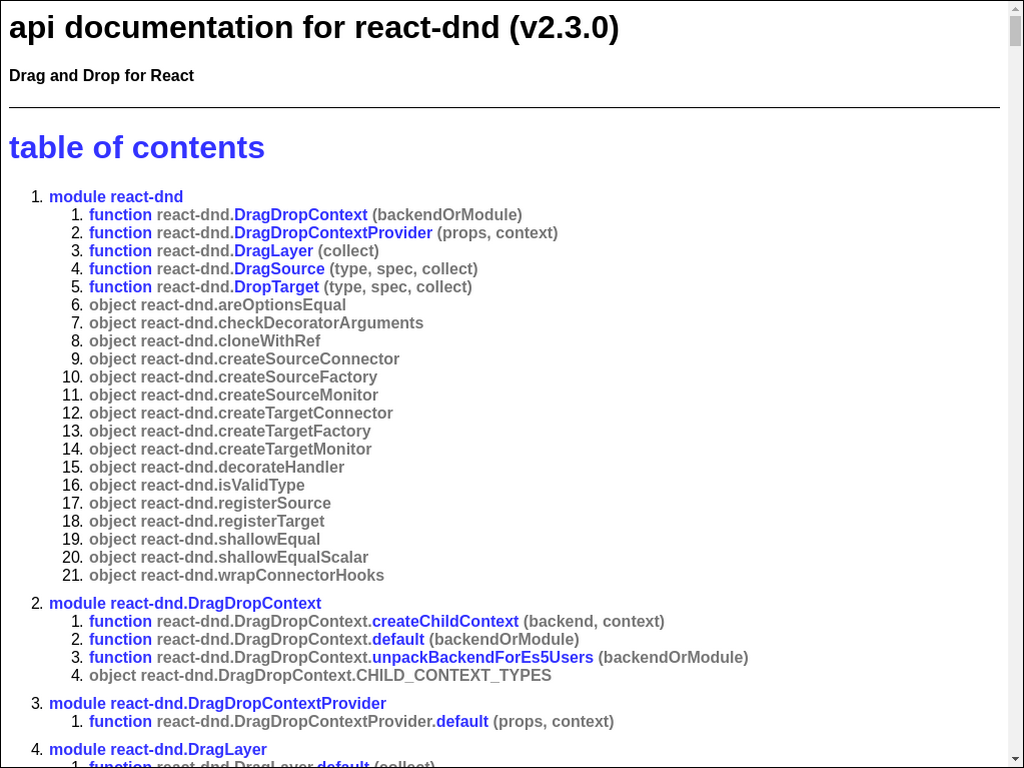 api documentation for react-dnd (v2.3.0)
Drag and Drop for React
table of contents
1. module react-dnd
1. function react-dnd.DragDropContext (backendOrModule)
2. function react-dnd.DragDropContextProvider (props, context)
3. function react-dnd.DragLayer (collect)
4. function react-dnd.DragSource (type, spec, collect)
5. function react-dnd.DropTarget (type, spec, collect)
6. object react-dnd.areOptionsEqual
7. object react-dnd.checkDecoratorArguments
8. object react-dnd.cloneWithRef
9. object react-dnd.createSourceConnector
10. object react-dnd.createSourceFactory
11. object react-dnd.createSourceMonitor
12. object react-dnd.createTargetConnector
13. object react-dnd.createTargetFactory
14. object react-dnd.createTargetMonitor
15. object react-dnd.decorateHandler
16. object react-dnd.isValidType
17. object react-dnd.registerSource
18. object react-dnd.registerTarget
19. object react-dnd.shallowEqual
20. object react-dnd.shallowEqualScalar
21. object react-dnd.wrapConnectorHooks
2. module react-dnd.DragDropContext
1. function react-dnd.DragDropContext.createChildContext (backend, context)
2. function react-dnd.DragDropContext.default (backendOrModule)
3. function react-dnd.DragDropContext.unpackBackendForEs5Users (backendOrModule)
4. object react-dnd.DragDropContext.CHILD_CONTEXT_TYPES
3. module react-dnd.DragDropContextProvider
1. function react-dnd.DragDropContextProvider.default (props, context)
4. module react-dnd.DragLayer
1. function react-dnd.DragLayer.default (collect)